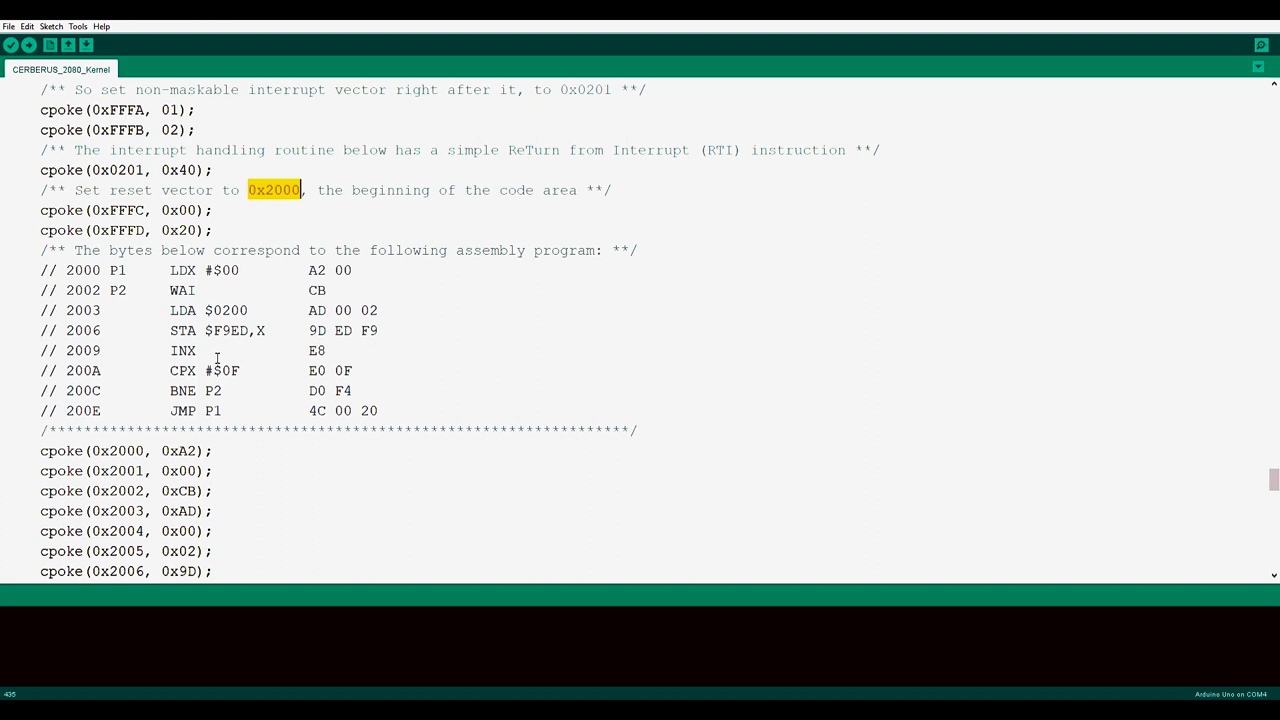 File Edit Sketch Tools Help
CERBERUS_2080_Kernel
/** So set non-maskable interrupt vector right after it, to 0x0201 **/
cpoke(0xFFFA, 01);
cpoke(0xFFFB, 02);
/** The interrupt handling routine below has a simple ReTurn from Interrupt (RTI) instruction **/
cpoke(0x0201, 0x40);
/** Set reset vector to 0x2000, the beginning of the code area **/
cpoke(0xFFFC, 0x00);
cpoke(0xFFFD, 0x20);
/** The bytes below correspond to the following assembly program: **/
// 2000 P1 LDX #$00 A2 00
// 2002 P2 WAI CB
// 2003 LDA $0200 AD 00 02
// 2006 STA $F9ED,X 9D ED F9
// 2009 INX E8
// 200A CPX #$0F E0 0F
// 200C BNE P2 D0 F4
// 200E JMP P1 4C 00 20
/*******************************************************************/
cpoke(0x2000, 0xA2);
cpoke(0x2001, 0x00);
cpoke(0x2002, 0xCB);
cpoke(0x2003, 0xAD);
cpoke(0x2004, 0x00);
cpoke(0x2005, 0x02);
cpoke(0x2006, 0x9D);
435
Arduino Uno on COM4